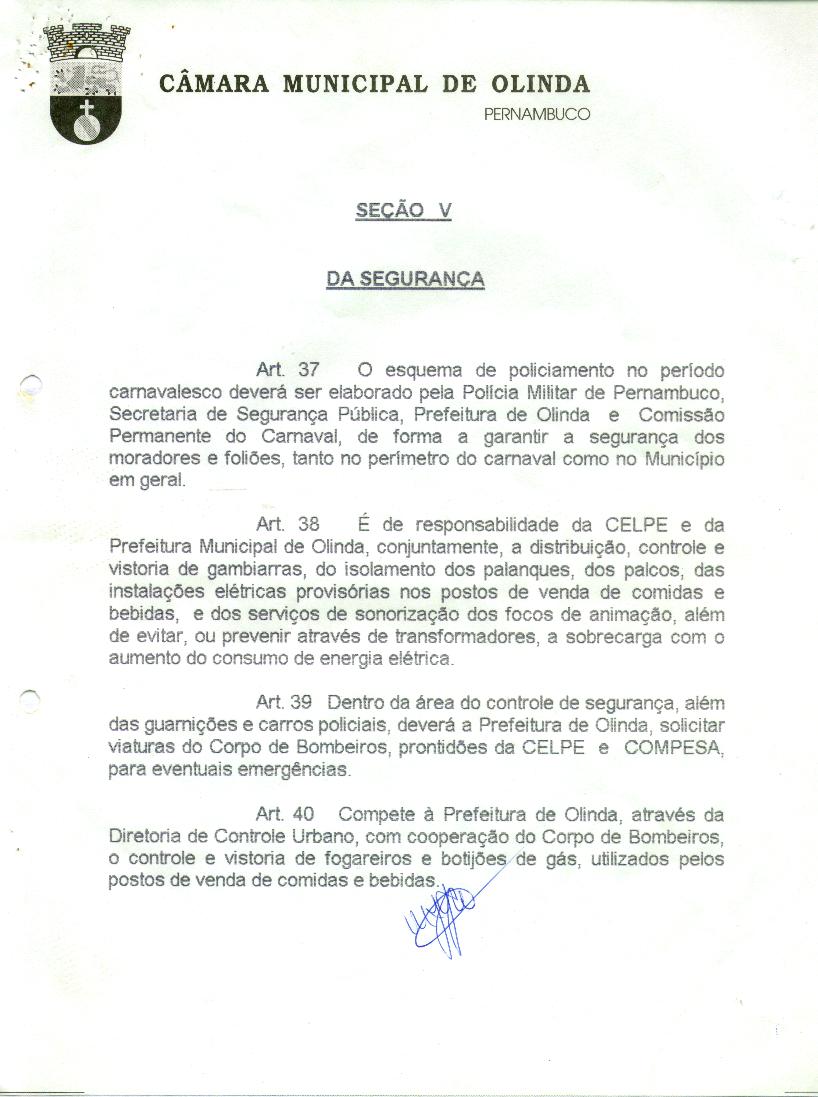 CÂMARA MUNICIPAL DE OLINDA
PERNAMBUCO
SEÇÃO V
DA SEGURANÇA
Art. 37 O esquema de policiamento no período
carnavalesco deverá ser elaborado pela Polícia Militar de Pernambuco,
Secretaria de Segurança Pública, Prefeitura de Olinda e Comissão
Permanente do Carnaval, de forma a garantir a segurança dos
moradores e foliões, tanto no perímetro do carnaval como no Município
em geral.
Art. 38 É de responsabilidade da CELPE e da
Prefeitura Municipal de Olinda, conjuntamente, a distribuição, controle e
vistoria de gambiarras, do isolamento dos palanques, dos palcos, das
instalações elétricas provisórias nos postos de venda de comidas e
bebidas, e dos serviços de sonorização dos focos de animação, além
de evitar, ou prevenir através de transformadores, a sobrecarga com o
aumento do consumo de energia elétrica.
Art. 39 Dentro da área do controle de segurança, além
das guarnições e carros policiais, deverá a Prefeitura de Olinda, solicitar
viaturas do Corpo de Bombeiros, prontidões da CELPE e COMPESA,
para eventuais emergências.
Art. 40 Compete à Prefeitura de Olinda, através da
Diretoria de Controle Urbano, com cooperação do Corpo de Bombeiros,
o controle e vistoria de fogareiros e botijões de gás, utilizados pelos
postos de venda de comidas e bebidas.